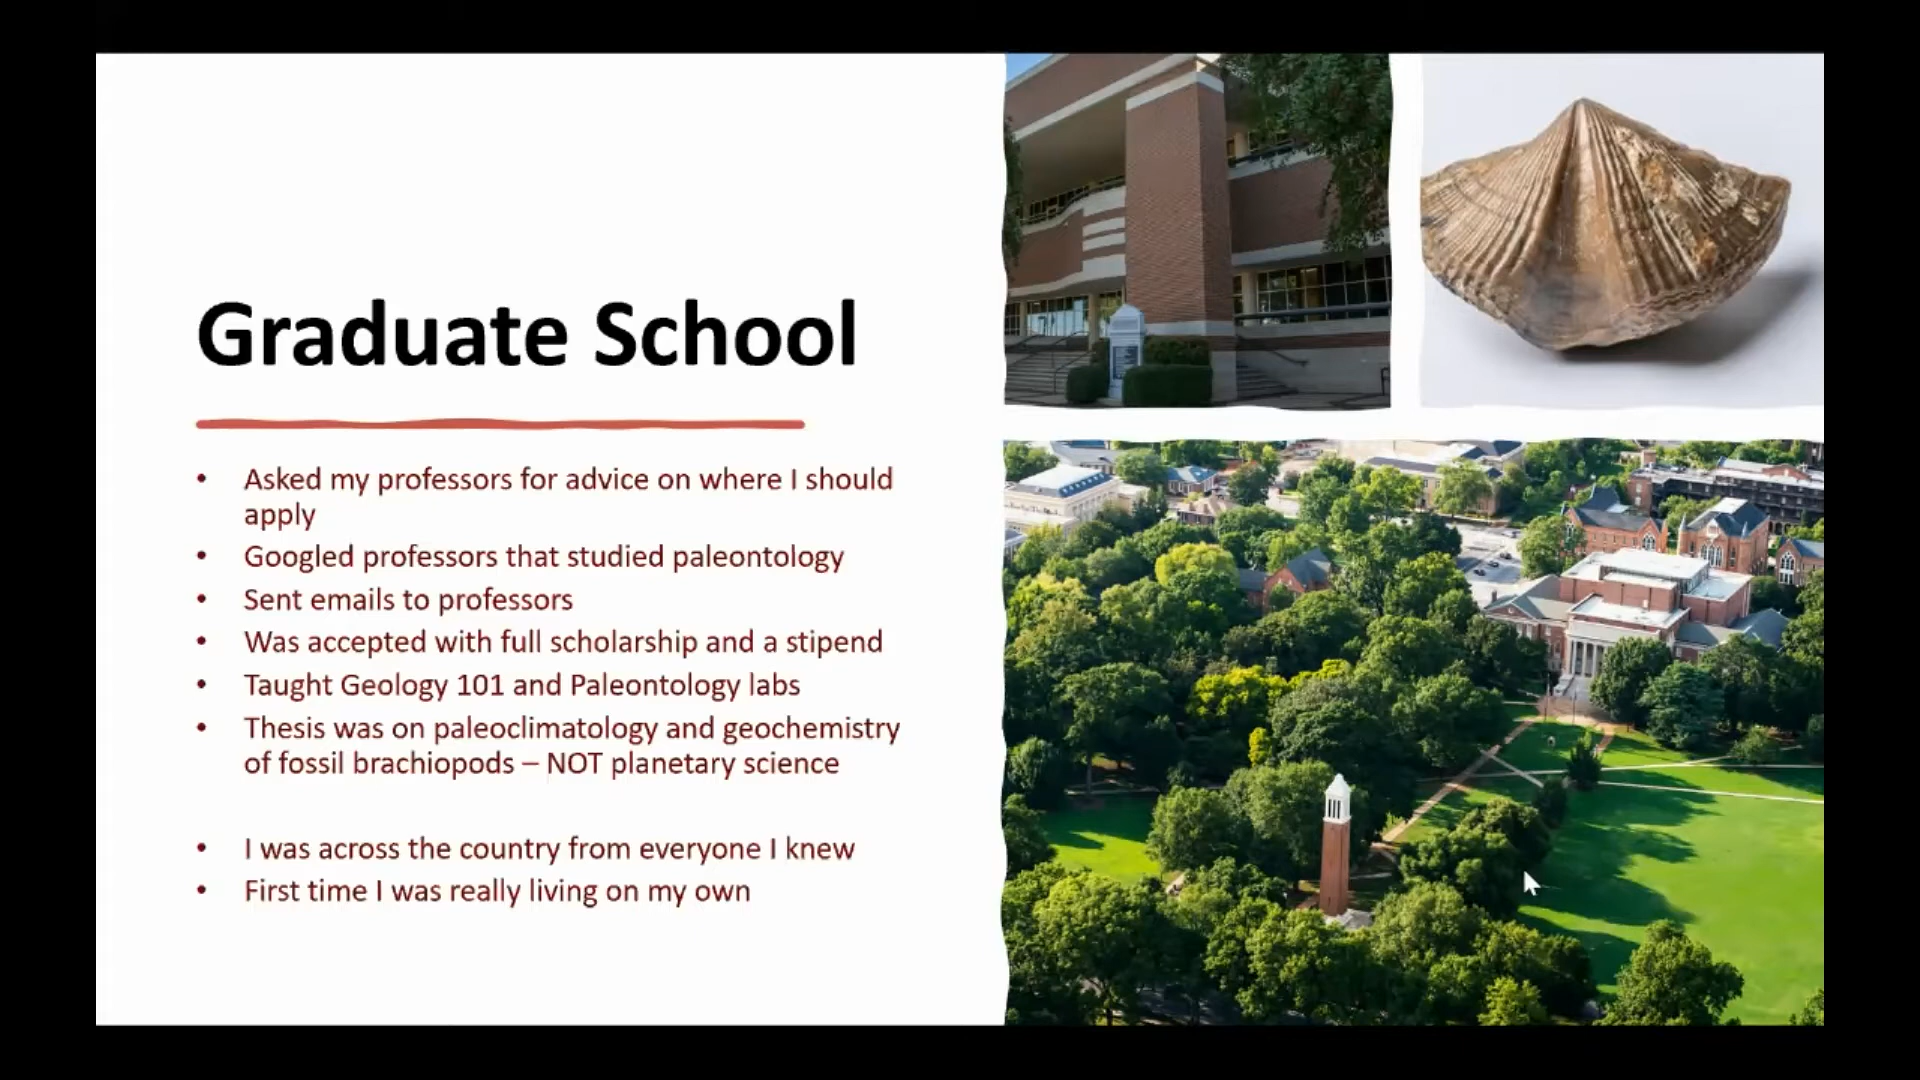 Graduate School
• Asked my professors for advice on where I should
apply
• Googled professors that studied paleontology
• Sent emails to professors
• Was accepted with full scholarship and a stipend
• Taught Geology 101 and Paleontology labs
• Thesis was on paleoclimatology and geochemistry
of fossil brachiopods – NOT planetary science
• I was across the country from everyone I knew
• First time I was really living on my own